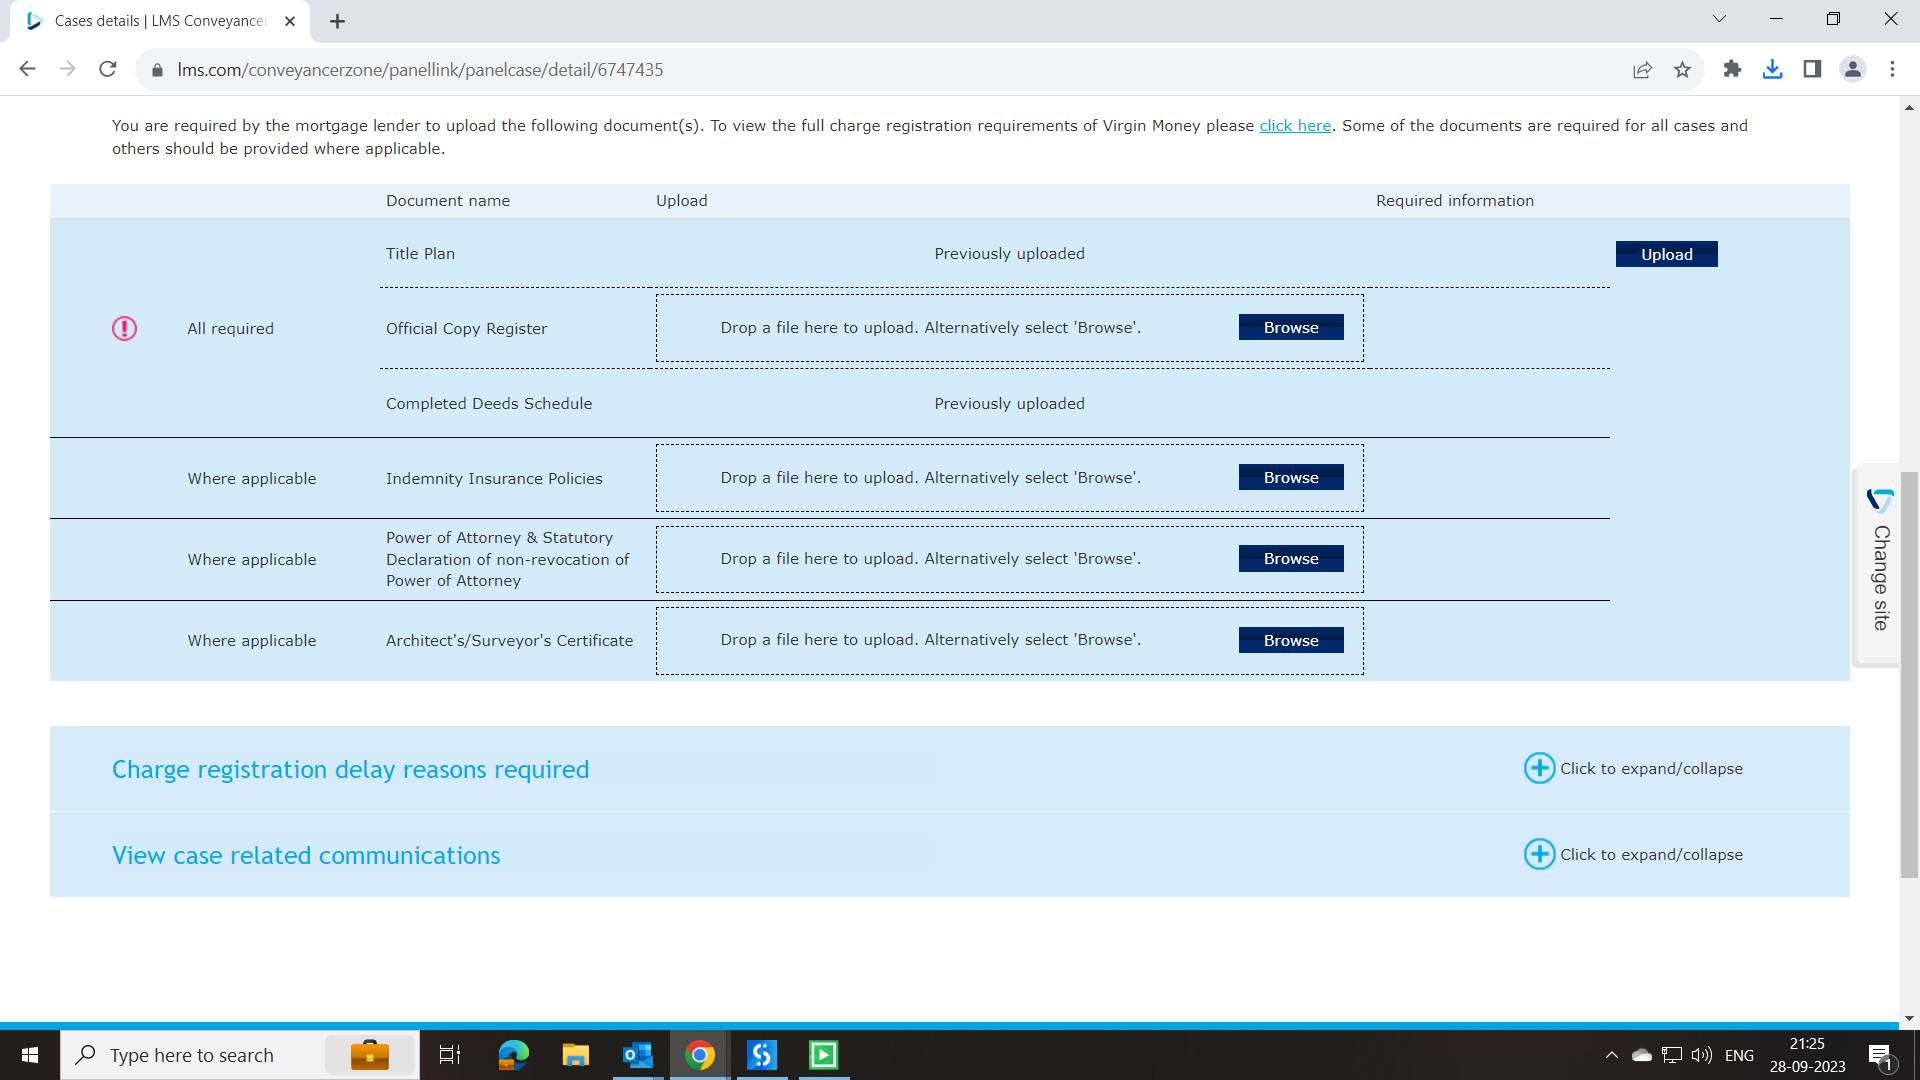 Cases details | LMS Conveyancer
lms.com/conveyancerzone/panellink/panelcase/detail/6747435
You are required by the mortgage lender to upload the following document(s). To view the full charge registration requirements of Virgin Money please click here. Some of the documents are required for all cases and
others should be provided where applicable.
Document name Upload Required information
Title Plan Previously uploaded Upload
All required Official Copy Register Drop a file here to upload. Alternatively select 'Browse'. Browse
Completed Deeds Schedule Previously uploaded
Where applicable Indemnity Insurance Policies Drop a file here to upload. Alternatively select 'Browse'. Browse
Power of Attorney & Statutory
Where applicable Declaration of non-revocation of Drop a file here to upload. Alternatively select 'Browse'. Browse
Power of Attorney
Where applicable Architect's/Surveyor's Certificate Drop a file here to upload. Alternatively select 'Browse'. Browse
Change site
Charge registration delay reasons required Click to expand/collapse
View case related communications Click to expand/collapse
Type here to search
ENG
21:25
28-09-2023
1